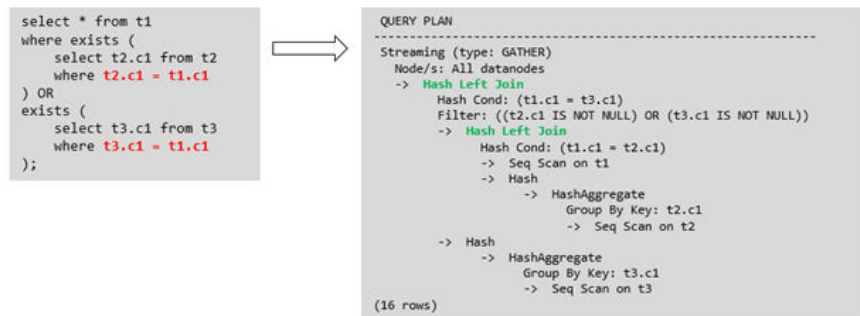 select * from t1
where exists (
    select t2.c1 from t2
    where t2.c1 = t1.c1
) OR
exists (
    select t3.c1 from t3
    where t3.c1 = t1.c1
);
QUERY PLAN
--------------------------------------------------------------
Streaming (type: GATHER)
  Node/s: All datanodes
  -> Hash Left Join
       Hash Cond: (t1.c1 = t3.c1)
       Filter: ((t2.c1 IS NOT NULL) OR (t3.c1 IS NOT NULL))
       -> Hash Left Join
            Hash Cond: (t1.c1 = t2.c1)
            -> Seq Scan on t1
            -> Hash
                 -> HashAggregate
                      Group By Key: t2.c1
                      -> Seq Scan on t2
       -> Hash
            -> HashAggregate
                 Group By Key: t3.c1
                 -> Seq Scan on t3
(16 rows)